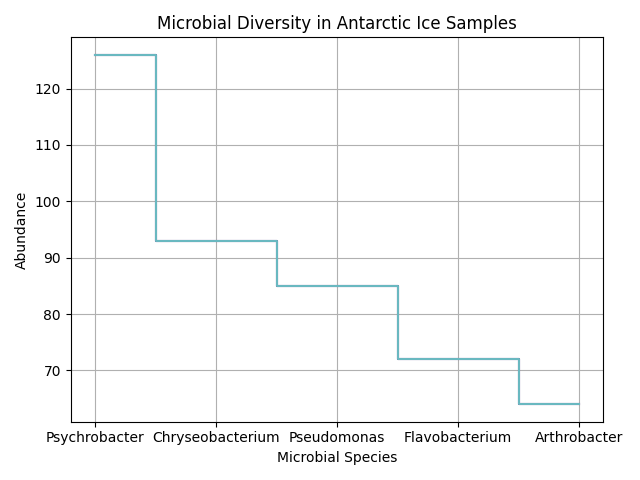 Microbial Diversity in Antarctic Ice Samples
Abundance
120
110
100
90
80
70
Psychrobacter Chryseobacterium Pseudomonas Flavobacterium Arthrobacter
Microbial Species